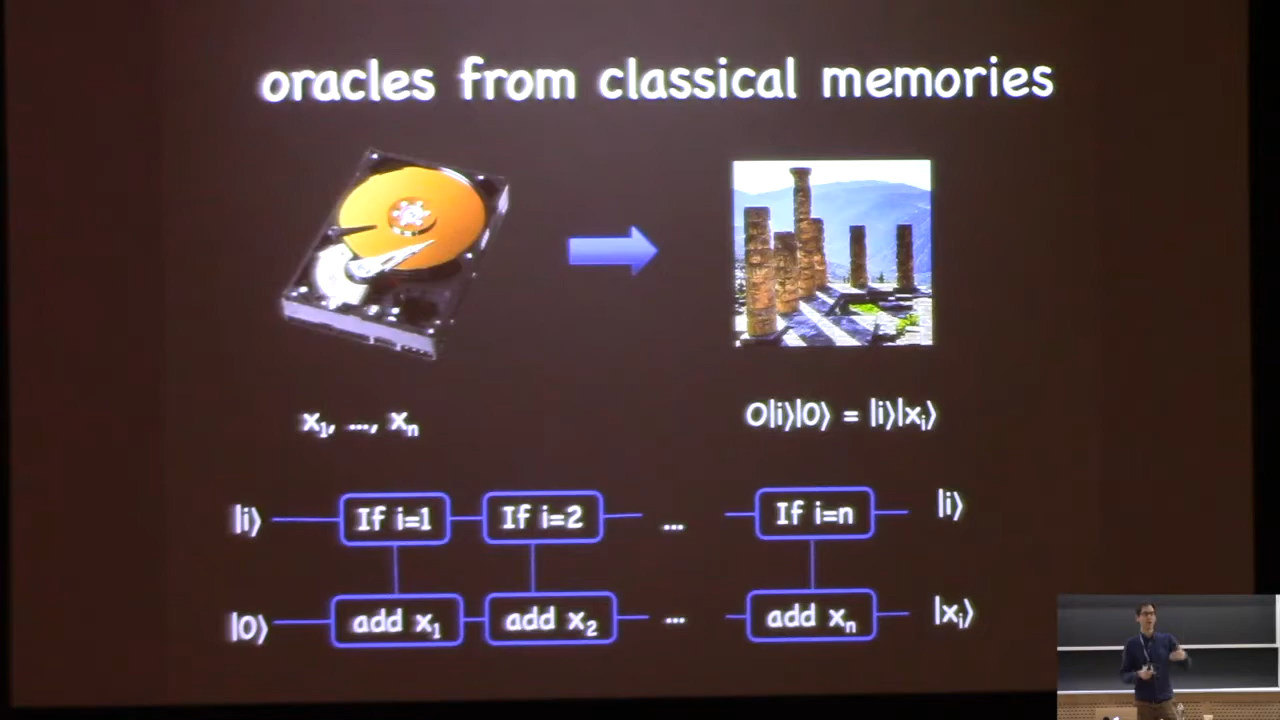 oracles from classical memories
x₁, ..., xₙ
O|i⟩|0⟩ = |i⟩|xᵢ⟩
|i⟩ If i=1 If i=2 ... If i=n |i⟩
|0⟩ add x₁ add x₂ ... add xₙ |xᵢ⟩